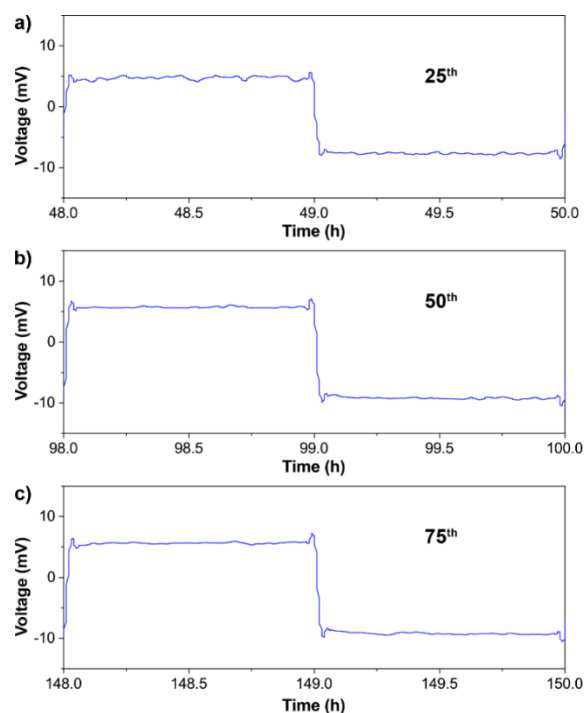 a)
25th
Voltage (mV)
10
0
-10
48.0 48.5 49.0 49.5 50.0
Time (h)
b)
50th
Voltage (mV)
10
0
-10
98.0 98.5 99.0 99.5 100.0
Time (h)
c)
75th
Voltage (mV)
10
0
-10
148.0 148.5 149.0 149.5 150.0
Time (h)